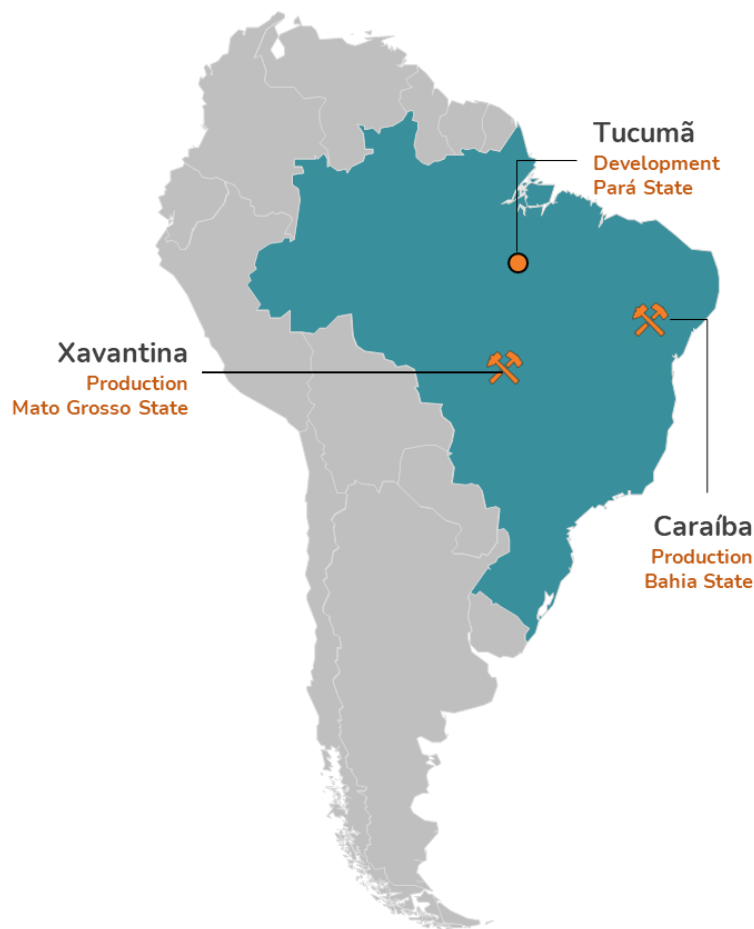 Tucumã
Development
Pará State
Xavantina
Production
Mato Grosso State
Caraíba
Production
Bahia State